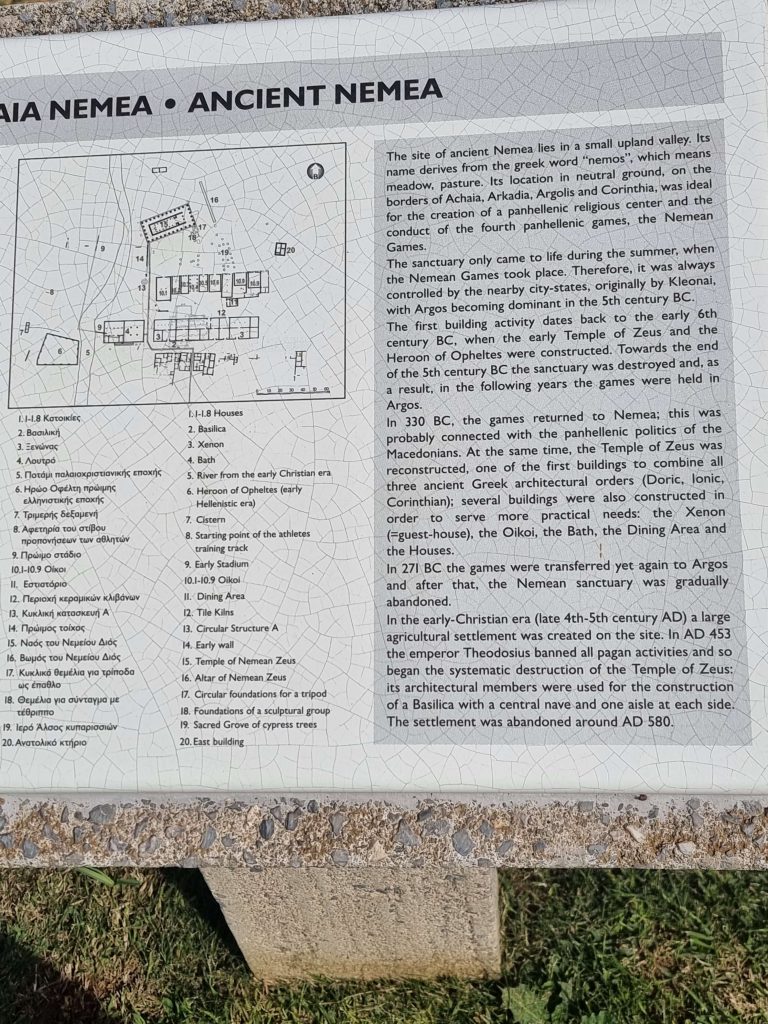 ΑΙΑ ΝΕΜΕΑ • ANCIENT NEMEA
16
17
15
18
19
20
14
9
8
13
12
11
9
4
3
3
5
6
1.1-1.8 Κατοικίες
2. Βασιλική
3. Ξενώνας
4. Λουτρό
5. Ποτάμι παλαιοχριστιανικής εποχής
6. Ηρώο Οφέλτη πρώιμης
ελληνιστικής εποχής
7. Τριμερής δεξαμενή
8. Αφετηρία του στίβου
προπονήσεων των αθλητών
9. Πρώιμο στάδιο
10.1-10.9 Οίκοι
11. Εστιατόριο
12. Περιοχή κεραμικών κλιβάνων
13. Κυκλική κατασκευή Α
14. Πρώιμος τοίχος
15. Ναός του Νεμείου Διός
16. Βωμός του Νεμείου Διός
17. Κυκλικά θεμέλια για τρίποδα
ως έπαθλο
18. Θεμέλια για σύνταγμα με
τέθριππο
19. Ιερό Άλσος κυπαρισσιών
20. Ανατολικό κτήριο
1.1-1.8 Houses
2. Basilica
3. Xenon
4. Bath
5. River from the early Christian era
6. Heroon of Opheltes (early
Hellenistic era)
7. Cistern
8. Starting point of the athletes
training track
9. Early Stadium
10.1-10.9 Oikoi
11. Dining Area
12. Tile Kilns
13. Circular Structure A
14. Early wall
15. Temple of Nemean Zeus
16. Altar of Nemean Zeus
17. Circular foundations for a tripod
18. Foundations of a sculptural group
19. Sacred Grove of cypress trees
20. East building
The site of ancient Nemea lies in a small upland valley. Its
name derives from the greek word "nemos", which means
meadow, pasture. Its location in neutral ground, on the
borders of Achaia, Arkadia, Argolis and Corinthia, was ideal
for the creation of a panhellenic religious center and the
conduct of the fourth panhellenic games, the Nemean
Games.
The sanctuary only came to life during the summer, when
the Nemean Games took place. Therefore, it was always
controlled by the nearby city-states, originally by Kleonai,
with Argos becoming dominant in the 5th century BC.
The first building activity dates back to the early 6th
century BC, when the early Temple of Zeus and the
Heroon of Opheltes were constructed. Towards the end
of the 5th century BC the sanctuary was destroyed and, as
a result, in the following years the games were held in
Argos.
In 330 BC, the games returned to Nemea; this was
probably connected with the panhellenic politics of the
Macedonians. At the same time, the Temple of Zeus was
reconstructed, one of the first buildings to combine all
three ancient Greek architectural orders (Doric, Ionic,
Corinthian); several buildings were also constructed in
order to serve more practical needs: the Xenon
(=guest-house), the Oikoi, the Bath, the Dining Area and
the Houses.
In 271 BC the games were transferred yet again to Argos
and after that, the Nemean sanctuary was gradually
abandoned.
In the early-Christian era (late 4th-5th century AD) a large
agricultural settlement was created on the site. In AD 453
the emperor Theodosius banned all pagan activities and so
began the systematic destruction of the Temple of Zeus:
its architectural members were used for the construction
of a Basilica with a central nave and one aisle at each side.
The settlement was abandoned around AD 580.